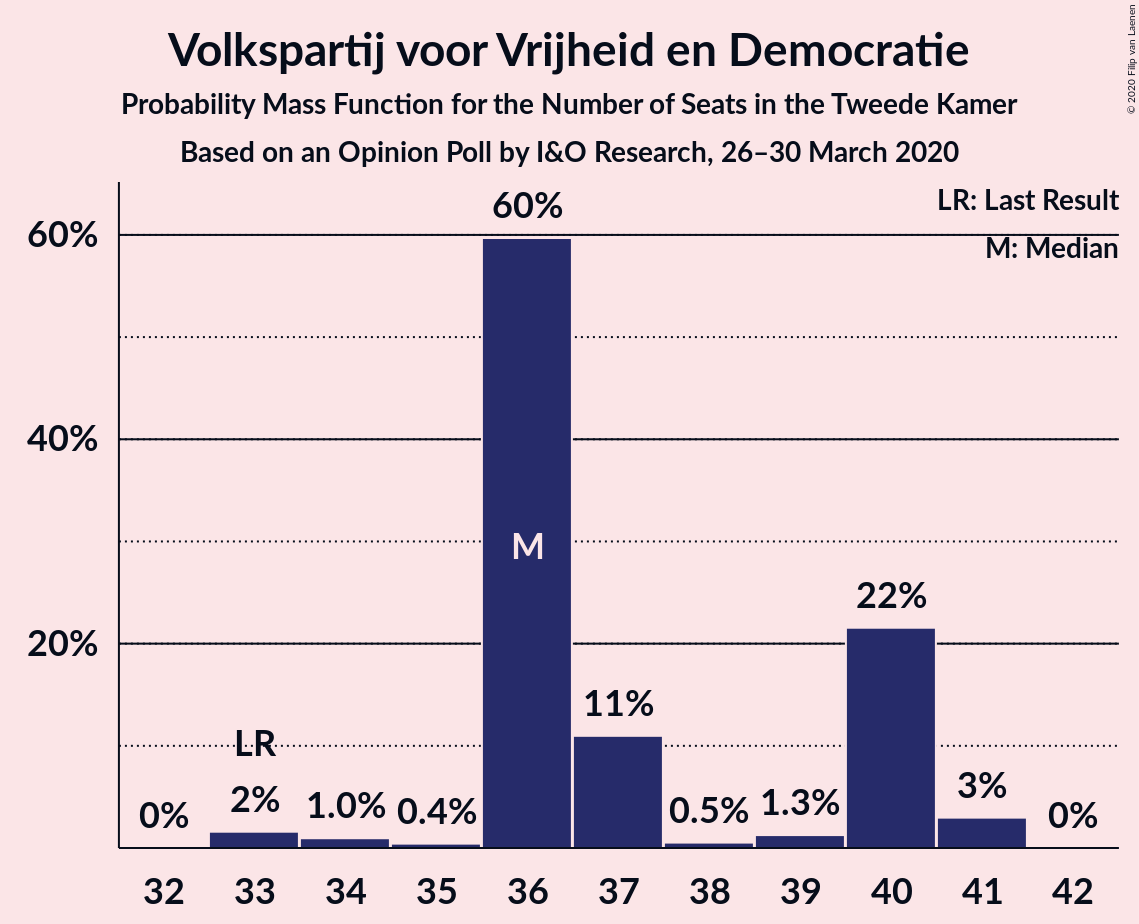 Volkspartij voor Vrijheid en Democratie
Probability Mass Function for the Number of Seats in the Tweede Kamer
Based on an Opinion Poll by I&O Research, 26–30 March 2020
© 2020 Filip van Laenen
LR: Last Result
M: Median
60%
40%
20%
0%
LR
2%
1.0%
0.4%
60%
M
11%
0.5%
1.3%
22%
3%
0%
32 33 34 35 36 37 38 39 40 41 42